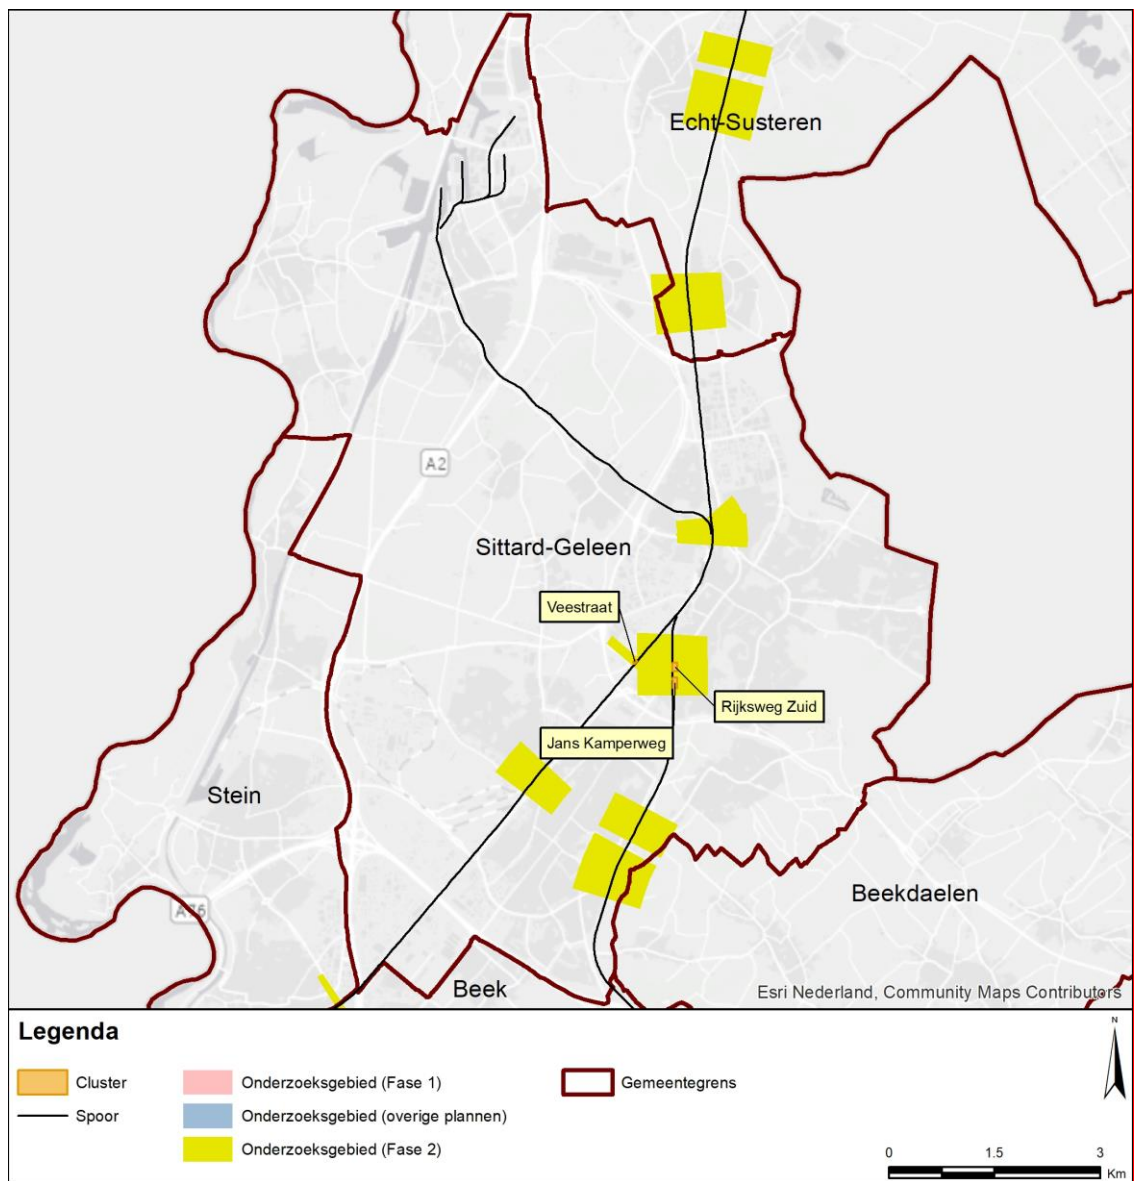 Echt-Susteren
A2
Sittard-Geleen
Veestraat
Rijksweg Zuid
Jans Kamperweg
Stein
Beekdaelen
A76
Beek
Esri Nederland, Community Maps Contributors
Legenda
Cluster
Spoor
Onderzoeksgebied (Fase 1)
Onderzoeksgebied (overige plannen)
Onderzoeksgebied (Fase 2)
Gemeentegrens
N
0 1.5 3
Km